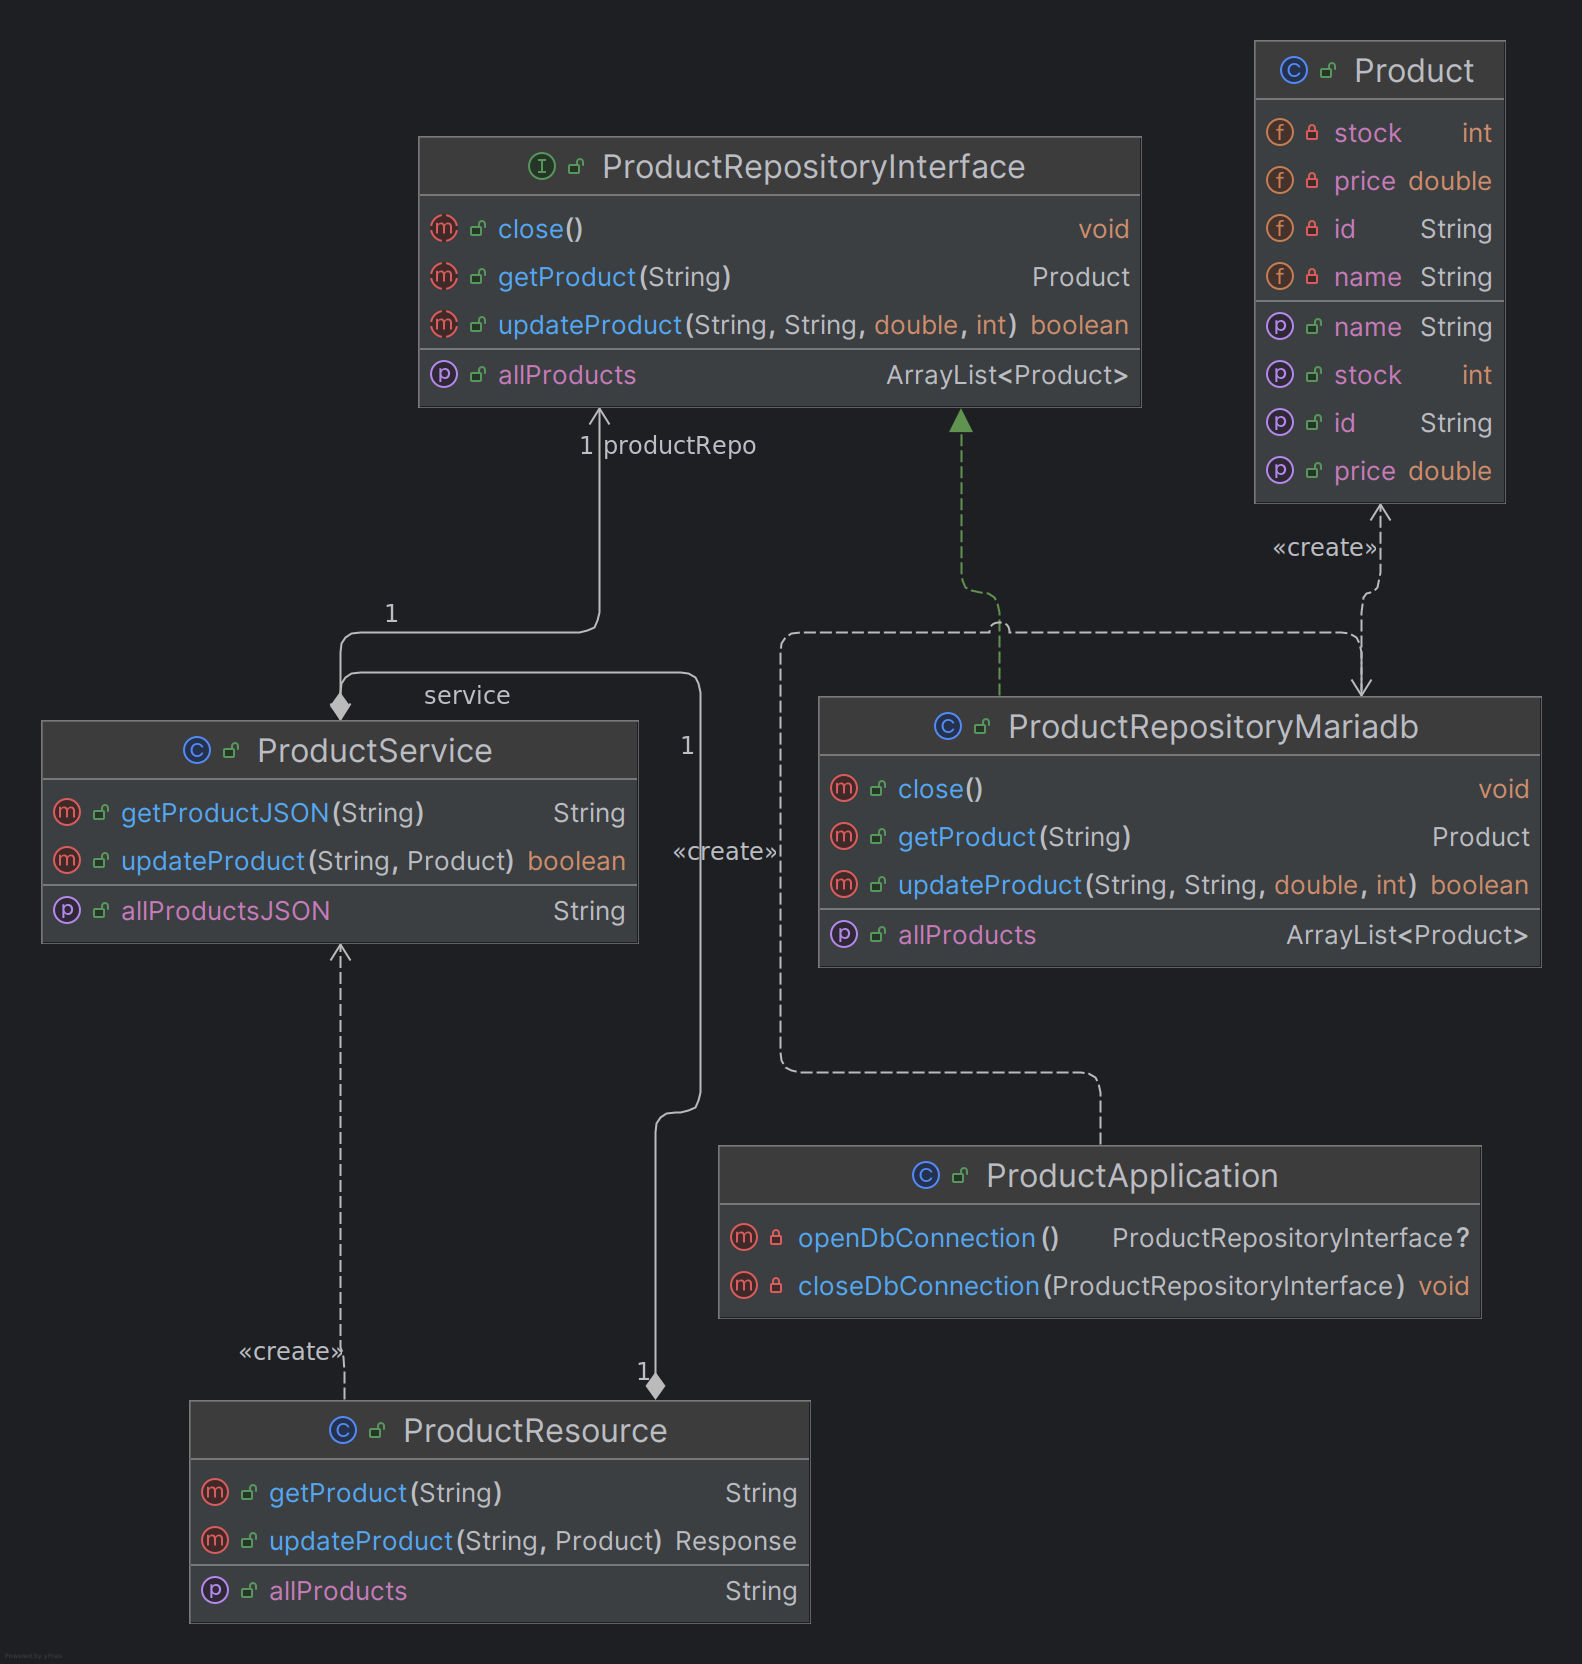 Product
stock int
price double
id String
name String
name String
stock int
id String
price double
ProductRepositoryInterface
close() void
getProduct(String) Product
updateProduct(String, String, double, int) boolean
allProducts ArrayList<Product>
1 productRepo
«create»
1
service
1
ProductService
getProductJSON(String) String
updateProduct(String, Product) boolean
allProductsJSON String
«create»
ProductRepositoryMariadb
close() void
getProduct(String) Product
updateProduct(String, String, double, int) boolean
allProducts ArrayList<Product>
ProductApplication
openDbConnection() ProductRepositoryInterface?
closeDbConnection(ProductRepositoryInterface) void
«create»
1
ProductResource
getProduct(String) String
updateProduct(String, Product) Response
allProducts String
Powered by yFiles